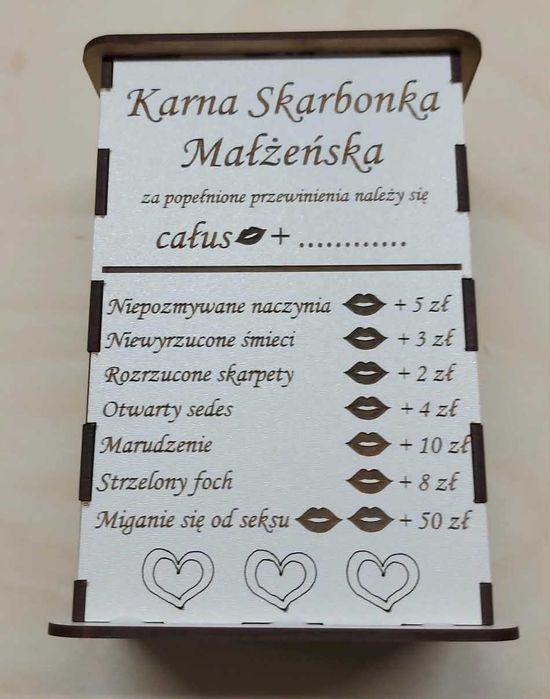 Karna Skarbonka
Małżeńska
za popełnione przewinienia należy się
całus + ............
Niepozmywane naczynia + 5 zł
Niewyrzucone śmieci + 3 zł
Rozrzucone skarpety + 2 zł
Otwarty sedes + 4 zł
Marudzenie + 10 zł
Strzelony foch + 8 zł
Miganie się od seksu + 50 zł